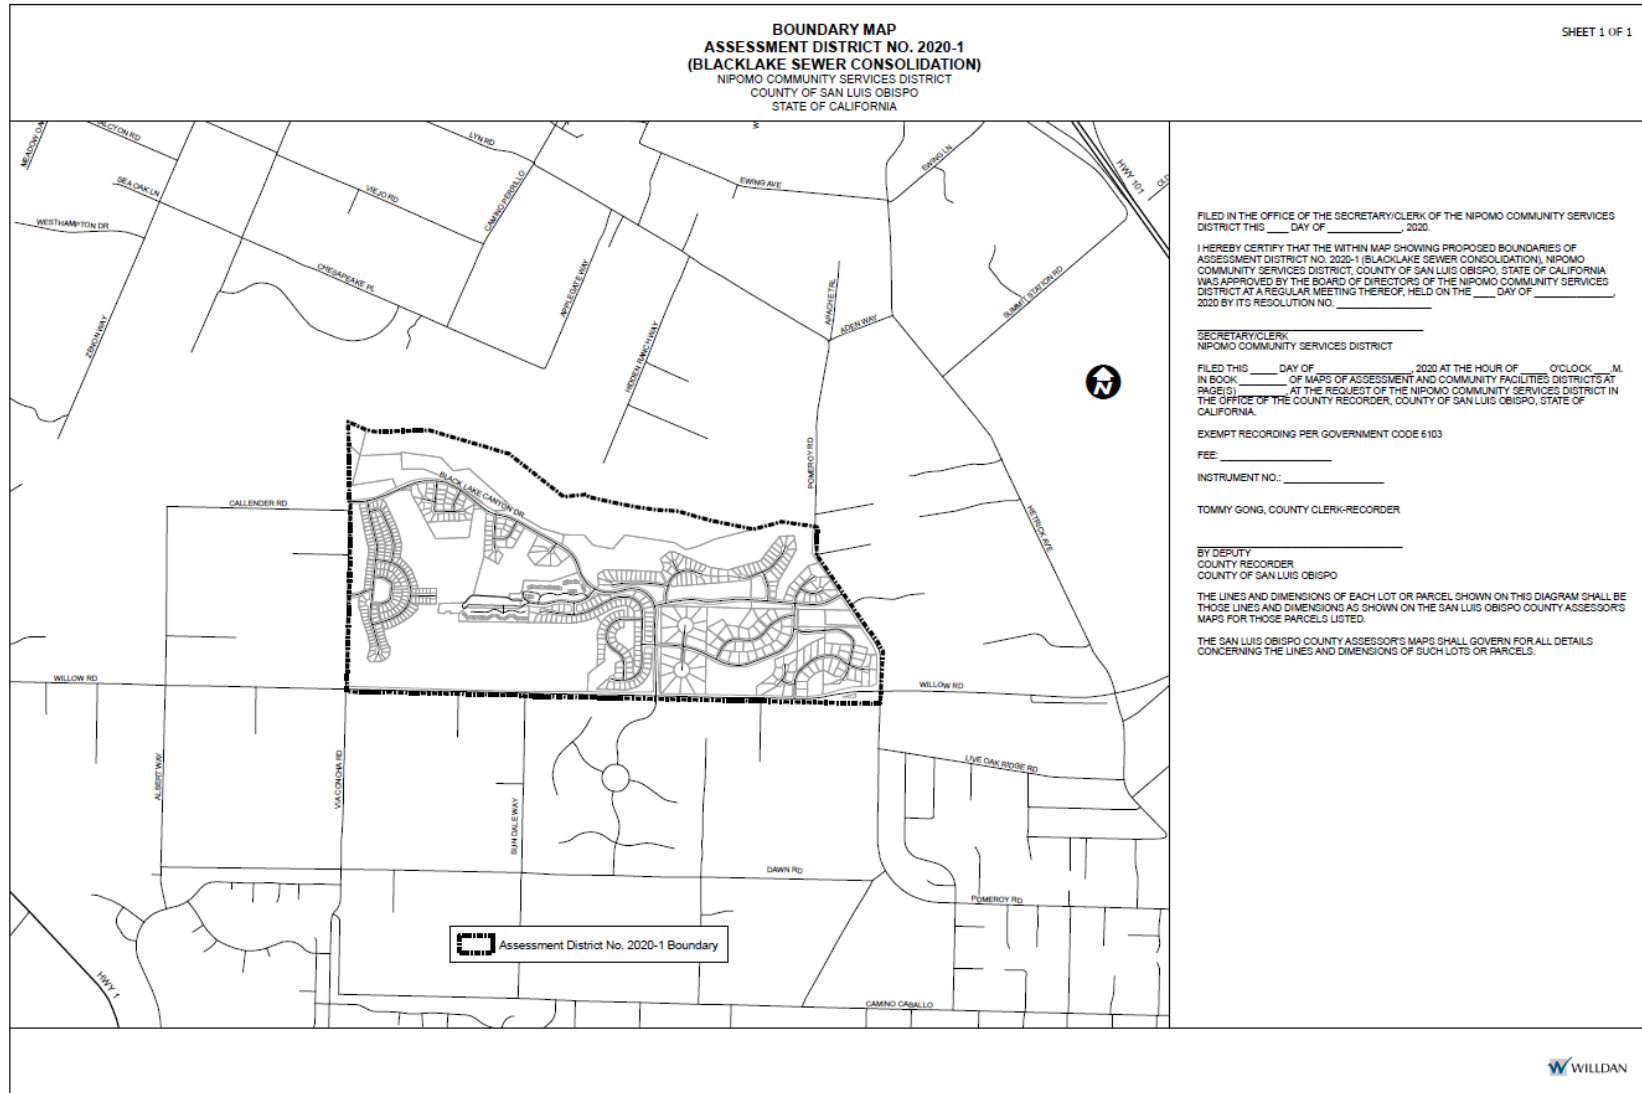 BOUNDARY MAP
ASSESSMENT DISTRICT NO. 2020-1
(BLACKLAKE SEWER CONSOLIDATION)
NIPOMO COMMUNITY SERVICES DISTRICT
COUNTY OF SAN LUIS OBISPO
STATE OF CALIFORNIA
SHEET 1 OF 1
LYN RD
EWING LN
HWY 101
SEA OAK LN
VIEJO RD
CAMINO PERRILLO
EWING AVE
WESTHAMPTON DR
CHESAPEAKE PL
APPLEGATE WAY
APACHE TRL
SUMMIT STATION RD
ADEN WAY
ZENON WAY
HIDDEN RANCH WAY
N
POMEROY RD
BLACK LAKE CANYON DR
CALLENDER RD
HETRICK AVE
WILLOW RD
WILLOW RD
ALBERT WAY
VIA CONCHA RD
SUN DALE WAY
LIVE OAK RIDGE RD
DAWN RD
POMEROY RD
HWY 1
Assessment District No. 2020-1 Boundary
CAMINO CABALLO
FILED IN THE OFFICE OF THE SECRETARY/CLERK OF THE NIPOMO COMMUNITY SERVICES
DISTRICT THIS ____ DAY OF ______________, 2020.
I HEREBY CERTIFY THAT THE WITHIN MAP SHOWING PROPOSED BOUNDARIES OF
ASSESSMENT DISTRICT NO. 2020-1 (BLACKLAKE SEWER CONSOLIDATION), NIPOMO
COMMUNITY SERVICES DISTRICT, COUNTY OF SAN LUIS OBISPO, STATE OF CALIFORNIA
WAS APPROVED BY THE BOARD OF DIRECTORS OF THE NIPOMO COMMUNITY SERVICES
DISTRICT AT A REGULAR MEETING THEREOF, HELD ON THE ____ DAY OF _______________,
2020 BY ITS RESOLUTION NO. __________________
SECRETARY/CLERK
NIPOMO COMMUNITY SERVICES DISTRICT
FILED THIS _____ DAY OF __________________, 2020 AT THE HOUR OF _____ O'CLOCK ___.M.
IN BOOK _________ OF MAPS OF ASSESSMENT AND COMMUNITY FACILITIES DISTRICTS AT
PAGE(S) _________, AT THE REQUEST OF THE NIPOMO COMMUNITY SERVICES DISTRICT IN
THE OFFICE OF THE COUNTY RECORDER, COUNTY OF SAN LUIS OBISPO, STATE OF
CALIFORNIA.
EXEMPT RECORDING PER GOVERNMENT CODE 6103
FEE: _____________________
INSTRUMENT NO.: ___________________
TOMMY GONG, COUNTY CLERK-RECORDER
BY DEPUTY
COUNTY RECORDER
COUNTY OF SAN LUIS OBISPO
THE LINES AND DIMENSIONS OF EACH LOT OR PARCEL SHOWN ON THIS DIAGRAM SHALL BE
THOSE LINES AND DIMENSIONS AS SHOWN ON THE SAN LUIS OBISPO COUNTY ASSESSOR'S
MAPS FOR THOSE PARCELS LISTED.
THE SAN LUIS OBISPO COUNTY ASSESSOR'S MAPS SHALL GOVERN FOR ALL DETAILS
CONCERNING THE LINES AND DIMENSIONS OF SUCH LOTS OR PARCELS.
WILLDAN